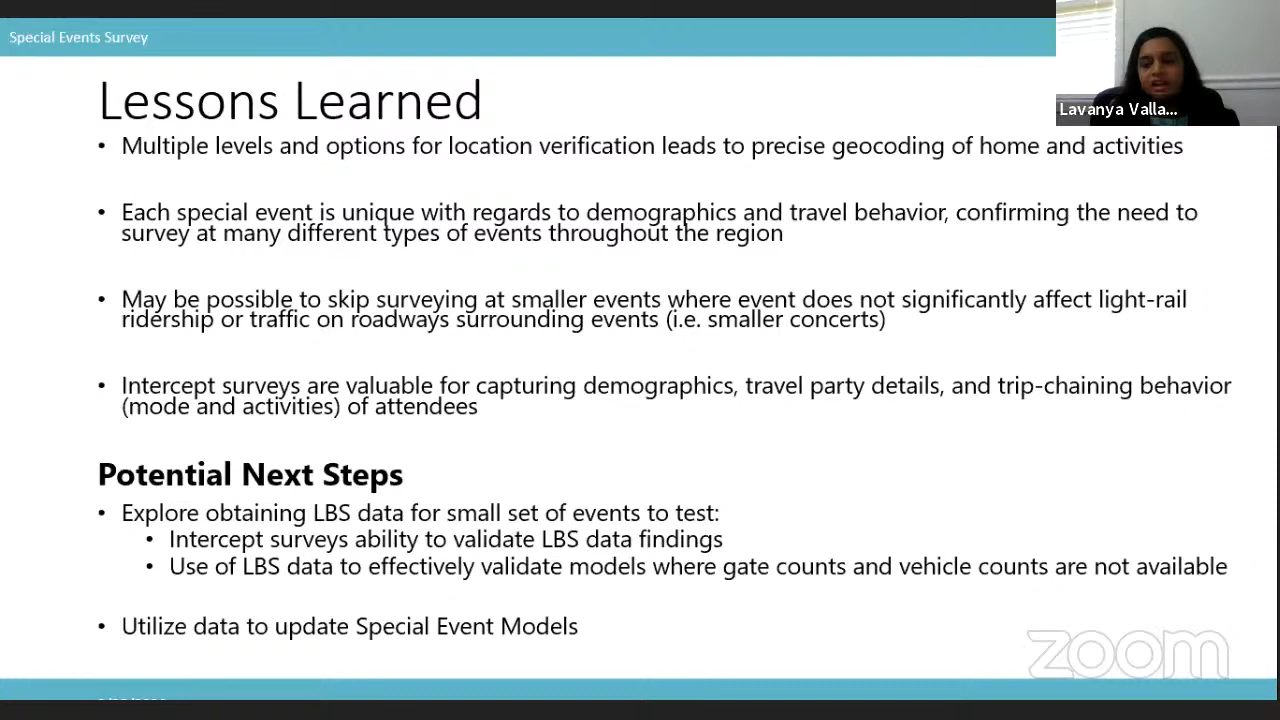 Special Events Survey
Lavanya Valla...
Lessons Learned
• Multiple levels and options for location verification leads to precise geocoding of home and activities
• Each special event is unique with regards to demographics and travel behavior, confirming the need to
survey at many different types of events throughout the region
• May be possible to skip surveying at smaller events where event does not significantly affect light-rail
ridership or traffic on roadways surrounding events (i.e. smaller concerts)
• Intercept surveys are valuable for capturing demographics, travel party details, and trip-chaining behavior
(mode and activities) of attendees
Potential Next Steps
• Explore obtaining LBS data for small set of events to test:
• Intercept surveys ability to validate LBS data findings
• Use of LBS data to effectively validate models where gate counts and vehicle counts are not available
• Utilize data to update Special Event Models
zoom